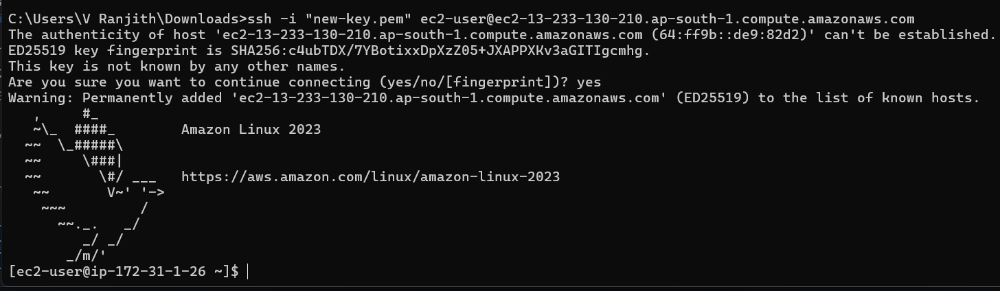 C:\Users\V Ranjith\Downloads>ssh -i "new-key.pem" ec2-user@ec2-13-233-130-210.ap-south-1.compute.amazonaws.com
The authenticity of host 'ec2-13-233-130-210.ap-south-1.compute.amazonaws.com (64:ff9b::de9:82d2)' can't be established.
ED25519 key fingerprint is SHA256:c4ubTDX/7YBotixxDpXzZ05+JXAPPXKv3aGITIgcmhg.
This key is not known by any other names.
Are you sure you want to continue connecting (yes/no/[fingerprint])? yes
Warning: Permanently added 'ec2-13-233-130-210.ap-south-1.compute.amazonaws.com' (ED25519) to the list of known hosts.
   ,     #_
   ~\_  ####_        Amazon Linux 2023
  ~~  \_#####\
  ~~     \###|
  ~~       \#/ ___   https://aws.amazon.com/linux/amazon-linux-2023
   ~~       V~' '->
    ~~~         /
      ~~._.   _/
         _/ _/
       _/m/'
[ec2-user@ip-172-31-1-26 ~]$